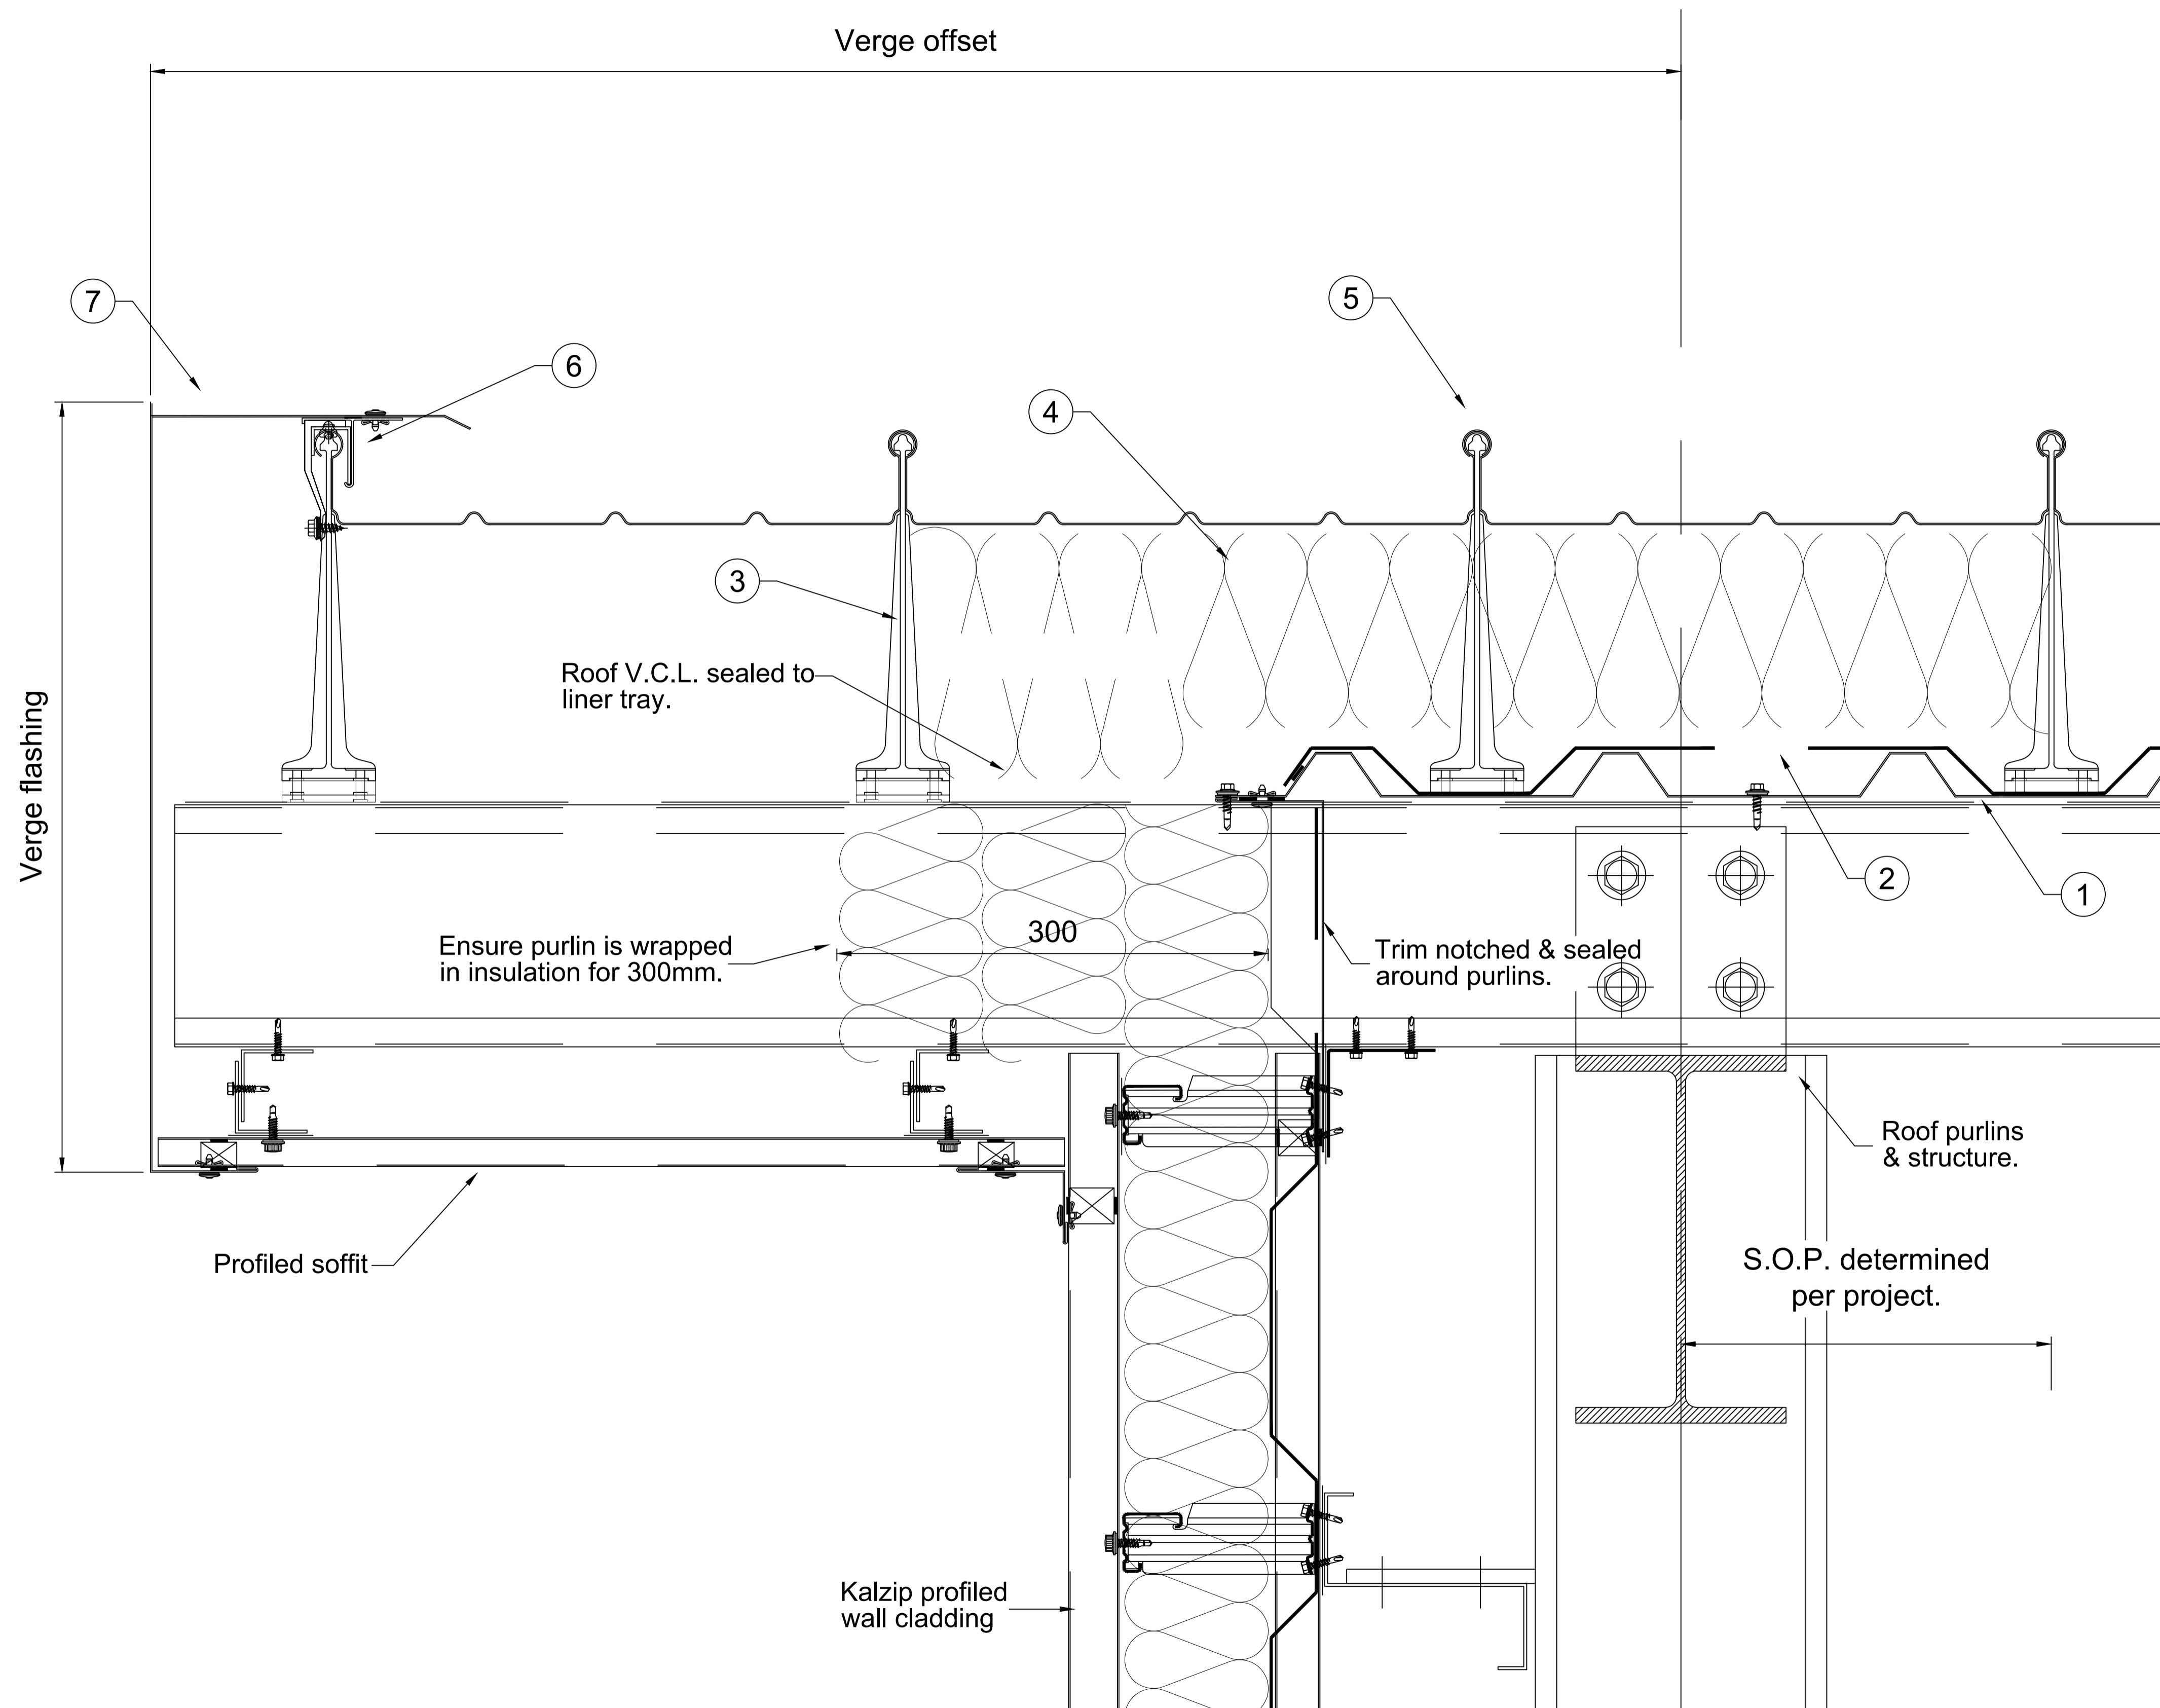 Verge offset
7
5
6
4
3
Roof V.C.L. sealed to
liner tray.
Verge flashing
2
1
Ensure purlin is wrapped
in insulation for 300mm.
300
Trim notched & sealed
around purlins.
Roof purlins
& structure.
Profiled soffit
S.O.P. determined
per project.
Kalzip profiled
wall cladding